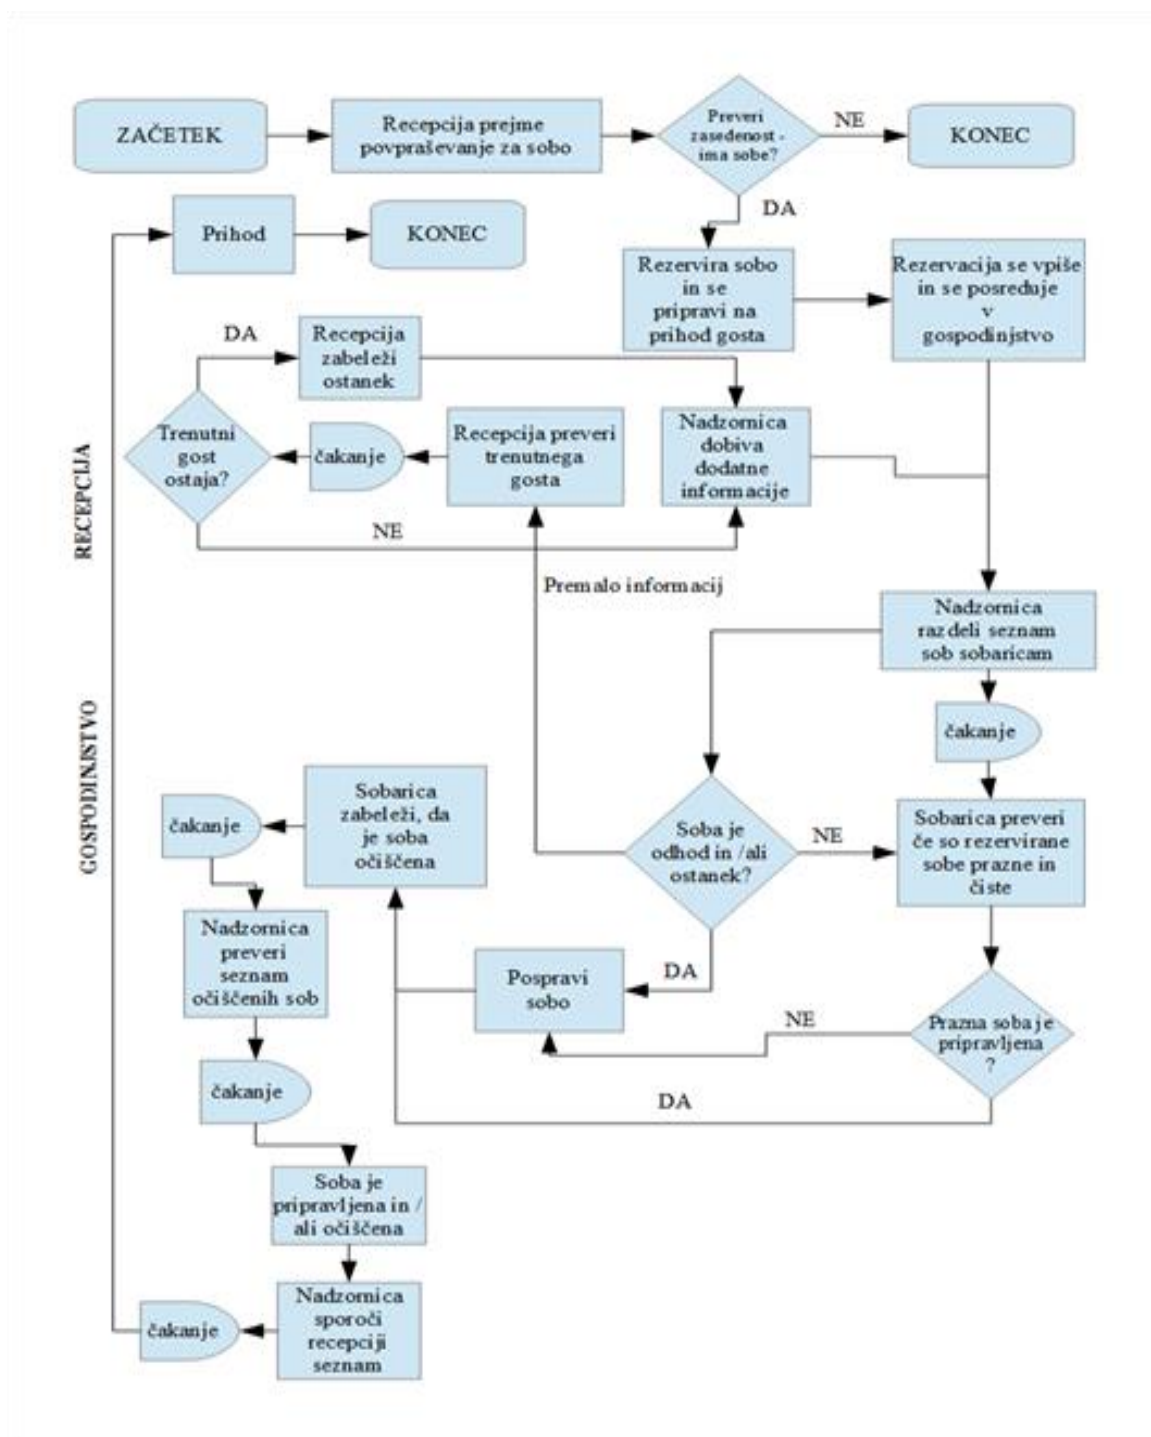 ZAČETEK
Recepcija prejme
povpraševanje za sobo
Preveri
zasedenost -
ima sobe?
NE
KONEC
DA
Prihod
KONEC
Rezervira sobo
in se
pripravi na
prihod gosta
Rezervacija se vpiše
in se posreduje
v
gospodinjstvo
DA
Recepcija
zabeleži
ostanek
Trenutni
gost
ostaja?
čakanje
Recepcija preveri
trenutnega
gosta
Nadzornica
dobiva
dodatne
informacije
NE
RECEPCIJA
Premalo informacij
Nadzornica
razdeli seznam
sob sobaricam
čakanje
GOSPODINJSTVO
Sobarica
zabeleži, da
je soba
očiščena
čakanje
Soba je
odhod in /ali
ostanek?
NE
Sobarica preveri
če so rezervirane
sobe prazne in
čiste
Nadzornica
preveri
seznam
očiščenih sob
Pospravi
sobo
DA
NE
Prazna soba je
pripravljena
?
DA
čakanje
Soba je
pripravljena in /
ali očiščena
Nadzornica
sporoči
recepciji
seznam
čakanje